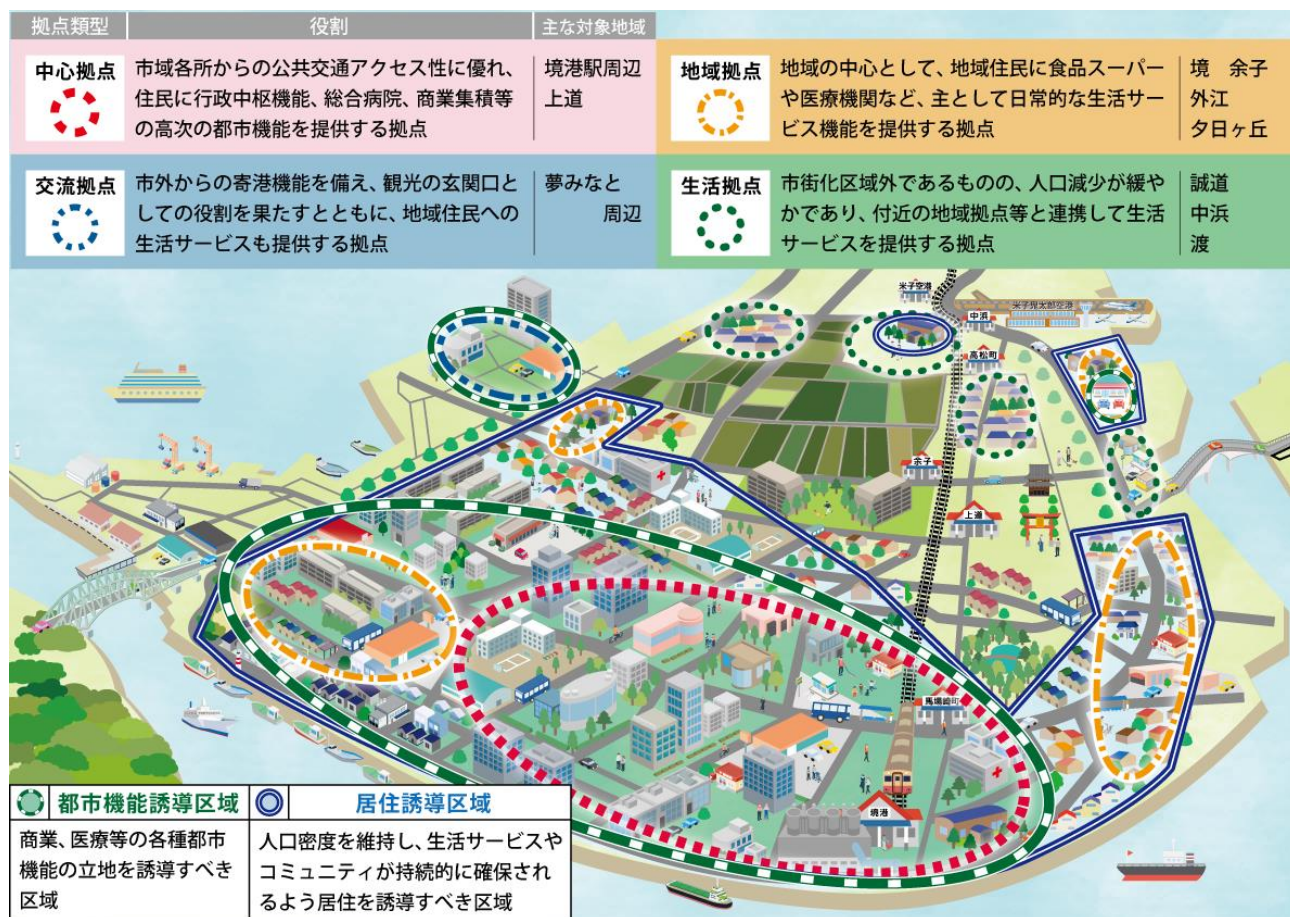 拠点類型 役割 主な対象地域
中心拠点
市域各所からの公共交通アクセス性に優れ、
住民に行政中枢機能、総合病院、商業集積等
の高次の都市機能を提供する拠点
境港駅周辺
上道
地域拠点
地域の中心として、地域住民に食品スーパー
や医療機関など、主として日常的な生活サー
ビス機能を提供する拠点
境 余子
外江
夕日ヶ丘
交流拠点
市外からの寄港機能を備え、観光の玄関口と
しての役割を果たすとともに、地域住民への
生活サービスも提供する拠点
夢みなと
周辺
生活拠点
市街化区域外であるものの、人口減少が緩や
かであり、付近の地域拠点等と連携して生活
サービスを提供する拠点
誠道
中浜
渡
米子空港
米子鬼太郎空港
中浜
高松町
余子
上道
馬場崎町
境港
都市機能誘導区域
商業、医療等の各種都市
機能の立地を誘導すべき
区域
居住誘導区域
人口密度を維持し、生活サービスや
コミュニティが持続的に確保され
るよう居住を誘導すべき区域